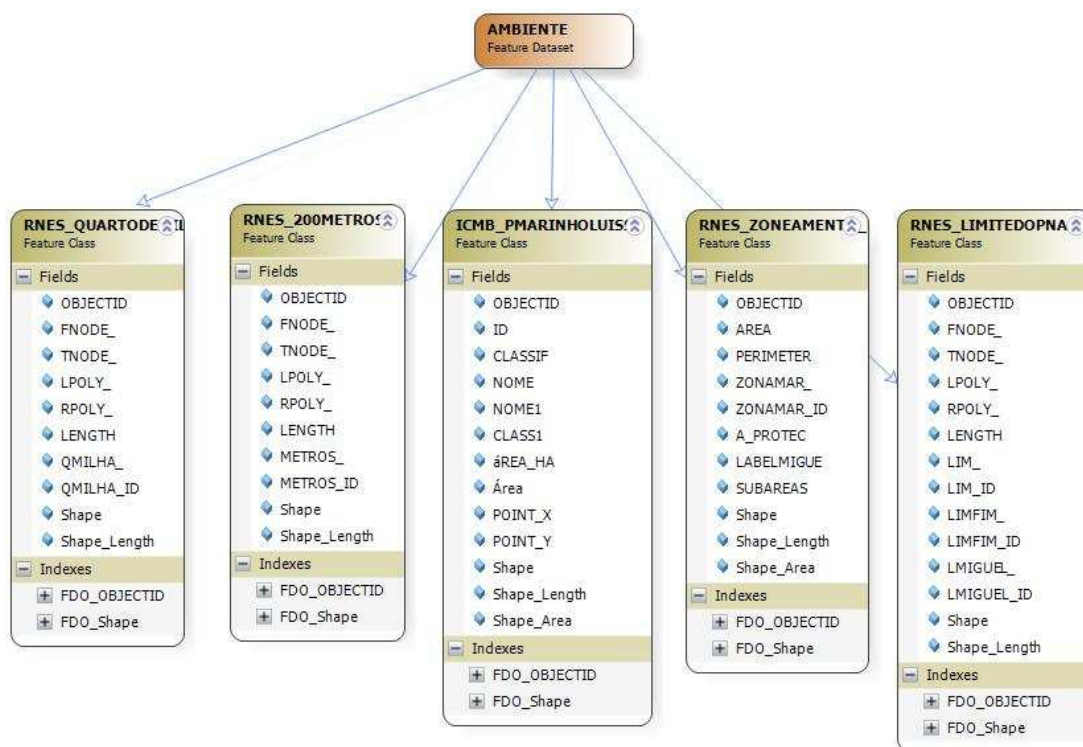 AMBIENTE
Feature Dataset
RNES_QUARTODE
Feature Class
Fields
OBJECTID
FNODE_
TNODE_
LPOLY_
RPOLY_
LENGTH
QMILHA_
QMILHA_ID
Shape
Shape_Length
Indexes
FDO_OBJECTID
FDO_Shape
RNES_200METROS
Feature Class
Fields
OBJECTID
FNODE_
TNODE_
LPOLY_
RPOLY_
LENGTH
METROS_
METROS_ID
Shape
Shape_Length
Indexes
FDO_OBJECTID
FDO_Shape
ICMB_PMARINHOLUIS
Feature Class
Fields
OBJECTID
ID
CLASSIF
NOME
NOME1
CLASS1
áREA_HA
Área
POINT_X
POINT_Y
Shape
Shape_Length
Shape_Area
Indexes
FDO_OBJECTID
FDO_Shape
RNES_ZONEAMENTO_
Feature Class
Fields
OBJECTID
AREA
PERIMETER
ZONAMAR_
ZONAMAR_ID
A_PROTEC
LABELMIGUE
SUBAREAS
Shape
Shape_Length
Shape_Area
Indexes
FDO_OBJECTID
FDO_Shape
RNES_LIMITEDOPNA
Feature Class
Fields
OBJECTID
FNODE_
TNODE_
LPOLY_
RPOLY_
LENGTH
LIM_
LIM_ID
LIMFIM_
LIMFIM_ID
LMIGUEL_
LMIGUEL_ID
Shape
Shape_Length
Indexes
FDO_OBJECTID
FDO_Shape